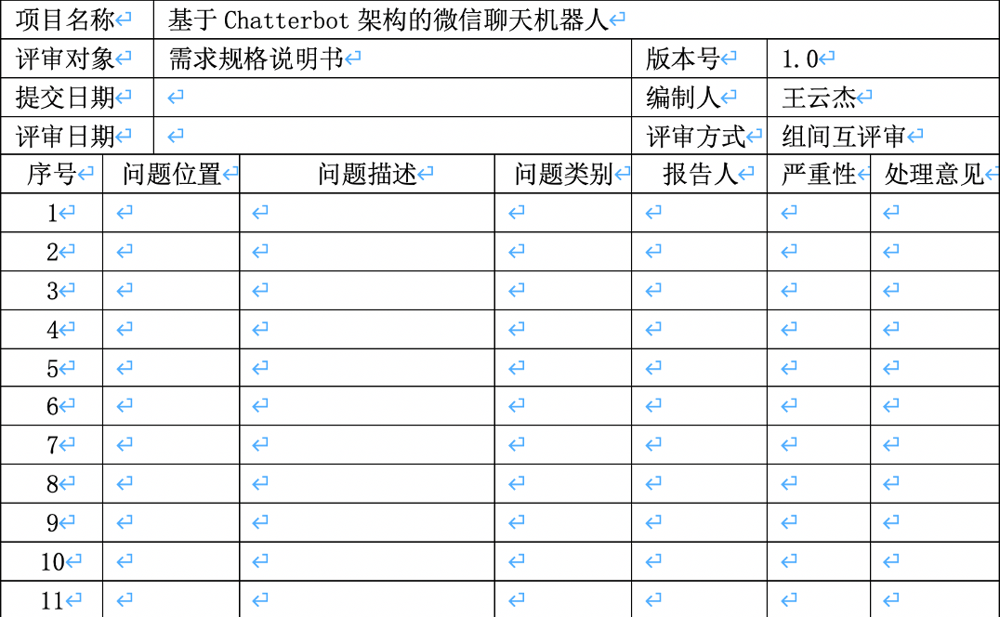 项目名称 基于 Chatterbot 架构的微信聊天机器人
评审对象 需求规格说明书 版本号 1.0
提交日期 编制人 王云杰
评审日期 评审方式 组间互评审
序号 问题位置 问题描述 问题类别 报告人 严重性 处理意见
1
2
3
4
5
6
7
8
9
10
11